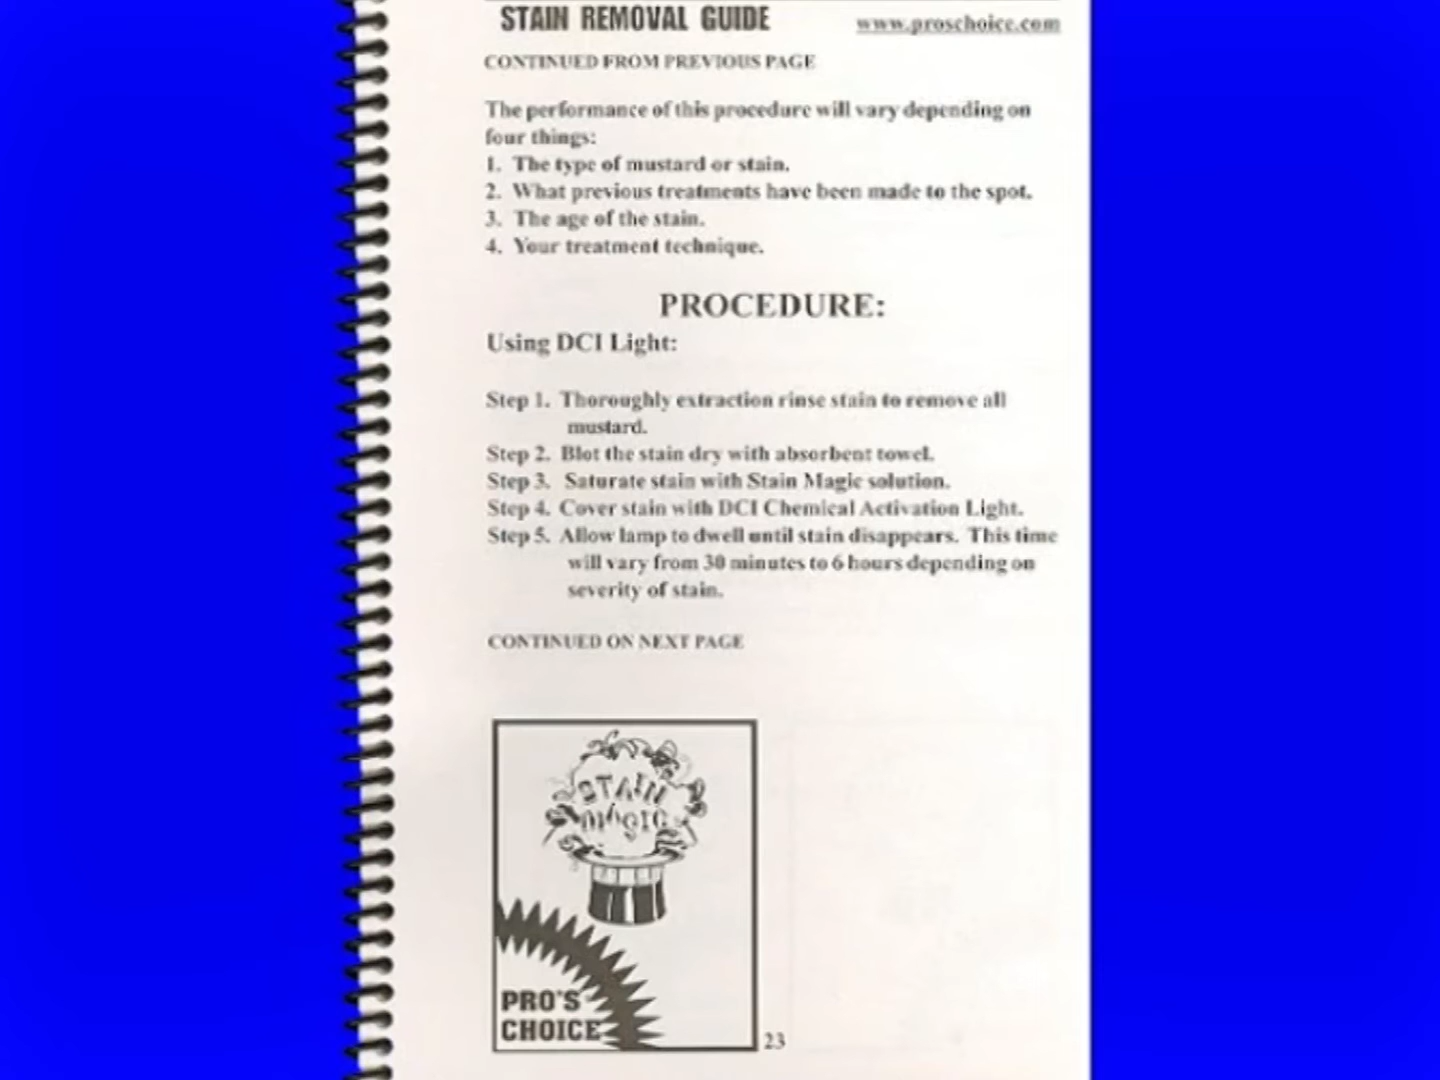 STAIN REMOVAL GUIDE www.proschoice.com
CONTINUED FROM PREVIOUS PAGE
The performance of this procedure will vary depending on
four things:
1. The type of mustard or stain.
2. What previous treatments have been made to the spot.
3. The age of the stain.
4. Your treatment technique.
PROCEDURE:
Using DCI Light:
Step 1. Thoroughly extraction rinse stain to remove all
mustard.
Step 2. Blot the stain dry with absorbent towel.
Step 3. Saturate stain with Stain Magic solution.
Step 4. Cover stain with DCI Chemical Activation Light.
Step 5. Allow lamp to dwell until stain disappears. This time
will vary from 30 minutes to 6 hours depending on
severity of stain.
CONTINUED ON NEXT PAGE
STAIN
MAGIC
PRO'S
CHOICE
23